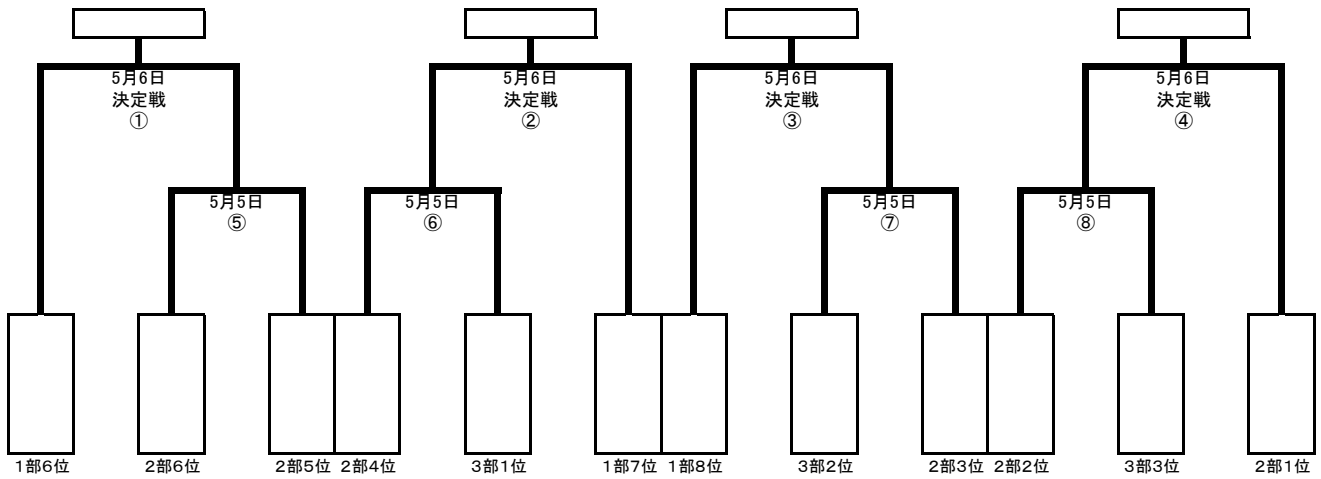 5月6日
決定戦
①
5月6日
決定戦
②
5月6日
決定戦
③
5月6日
決定戦
④
5月5日
⑤
5月5日
⑥
5月5日
⑦
5月5日
⑧
1部6位 2部6位 2部5位 2部4位 3部1位 1部7位 1部8位 3部2位 2部3位 2部2位 3部3位 2部1位